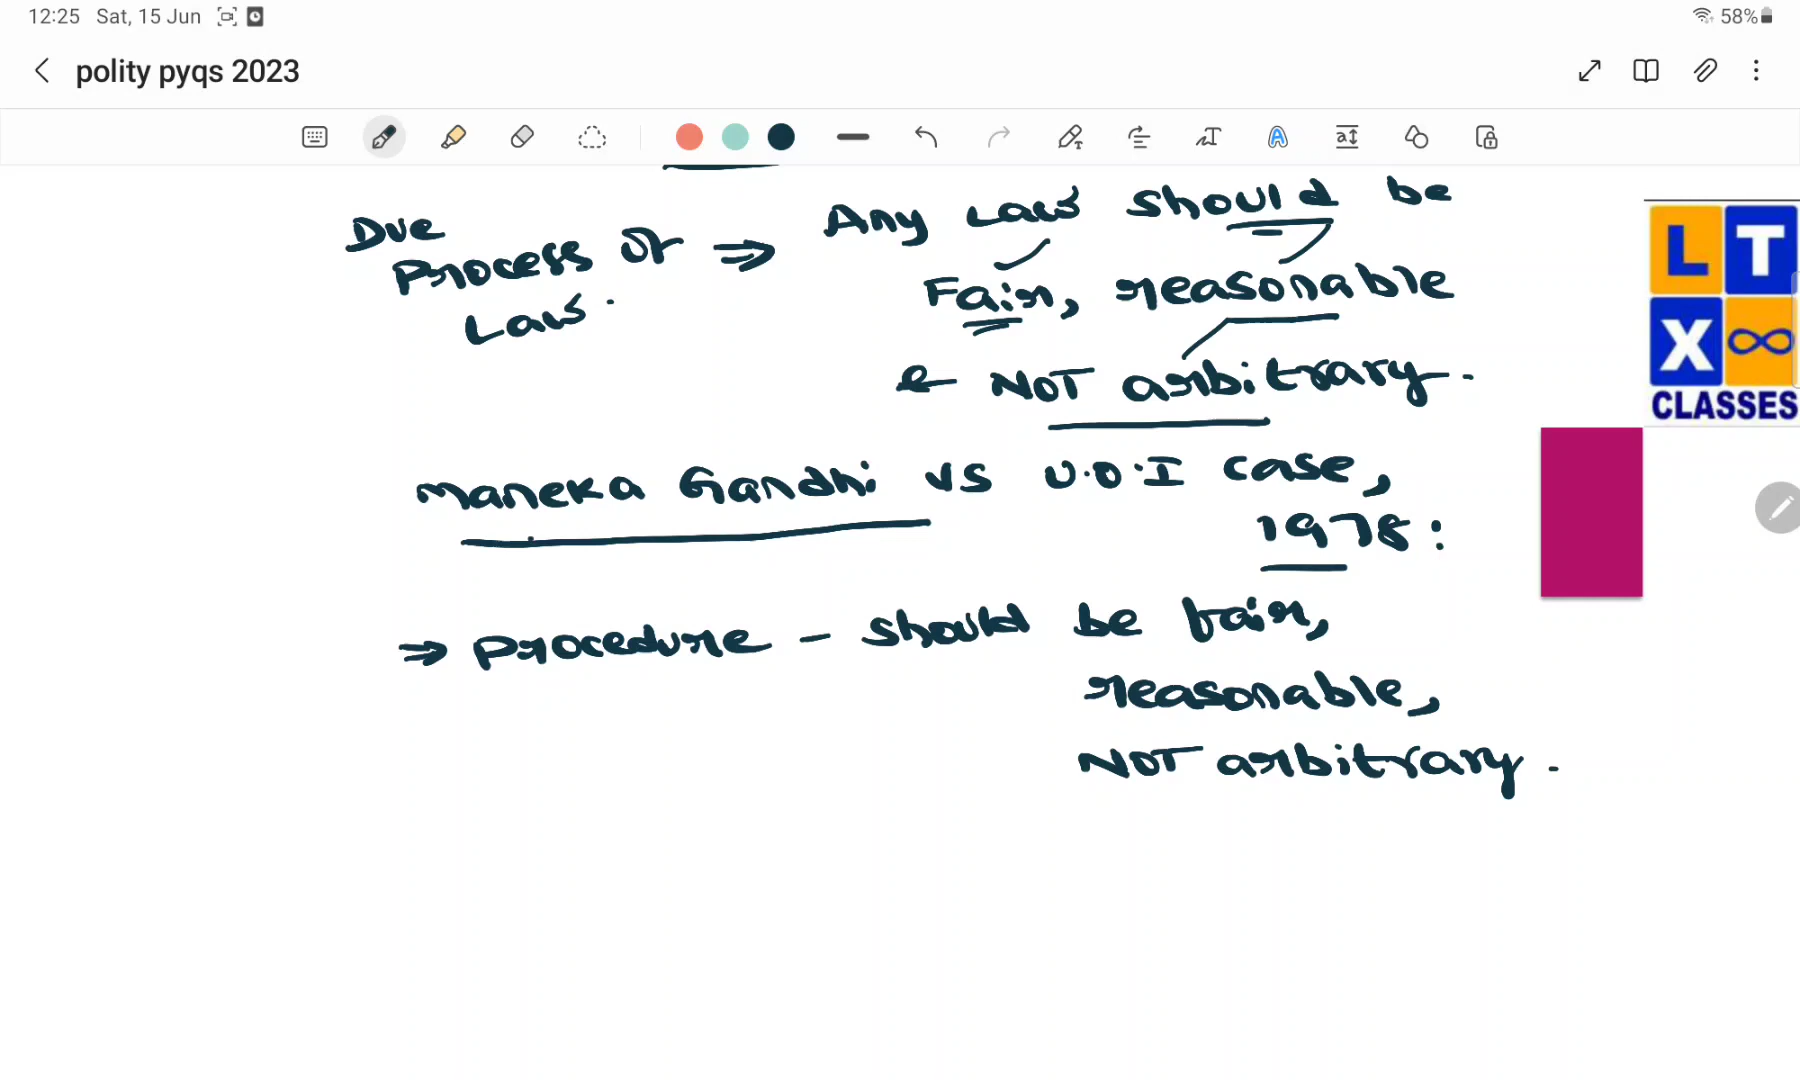 12:25 Sat, 15 Jun
58%
polity pyqs 2023
Due Process of Law. ⇒ Any Law should be
Fair, reasonable
& NOT arbitrary.
Maneka Gandhi vs U.O.I case,
1978:
⇒ Procedure - should be fair,
reasonable,
NOT arbitrary.
L T
X ∞
CLASSES